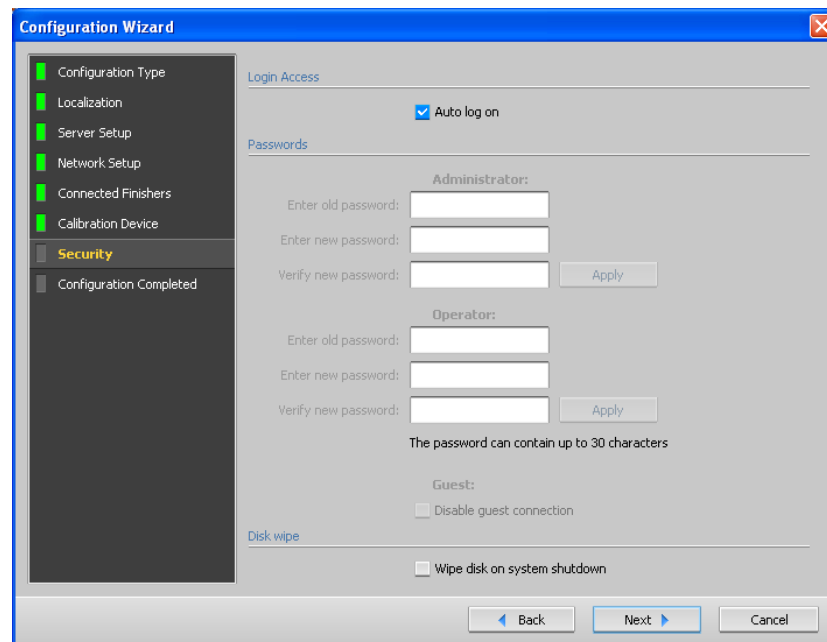 Configuration Wizard
Configuration Type
Localization
Server Setup
Network Setup
Connected Finishers
Calibration Device
Security
Configuration Completed
Login Access
Auto log on
Passwords
Administrator:
Enter old password:
Enter new password:
Verify new password:
Apply
Operator:
Enter old password:
Enter new password:
Verify new password:
Apply
The password can contain up to 30 characters
Guest:
Disable guest connection
Disk wipe
Wipe disk on system shutdown
Back
Next
Cancel